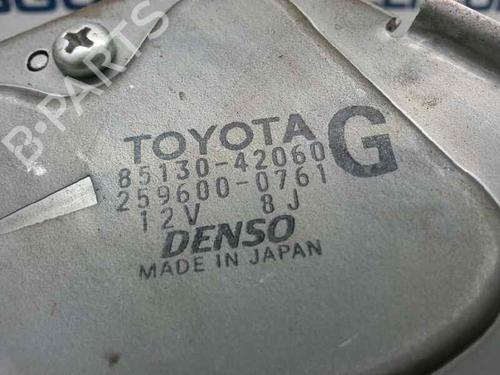 TOYOTA G
85130-42060
259600-0761
12V 8J
DENSO
MADE IN JAPAN
B-PARTS